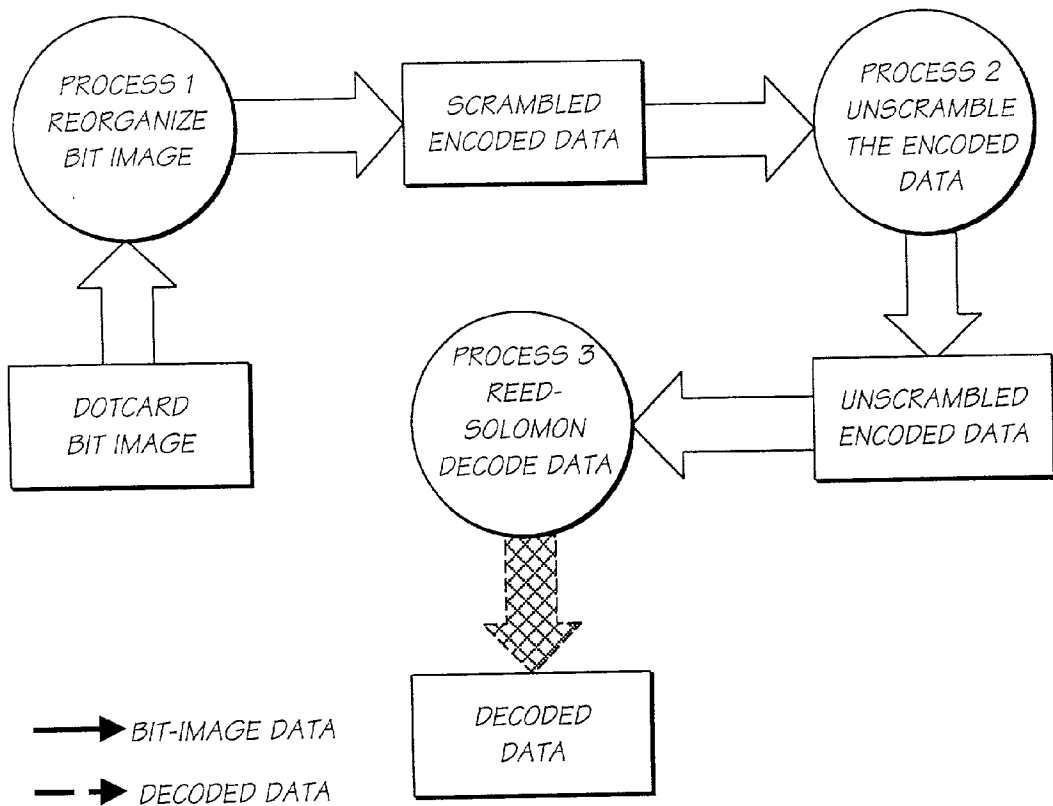 PROCESS 1
REORGANIZE
BIT IMAGE
SCRAMBLED
ENCODED DATA
PROCESS 2
UNSCRAMBLE
THE ENCODED
DATA
DOTCARD
BIT IMAGE
PROCESS 3
REED-
SOLOMON
DECODE DATA
UNSCRAMBLED
ENCODED DATA
DECODED
DATA
BIT-IMAGE DATA
DECODED DATA